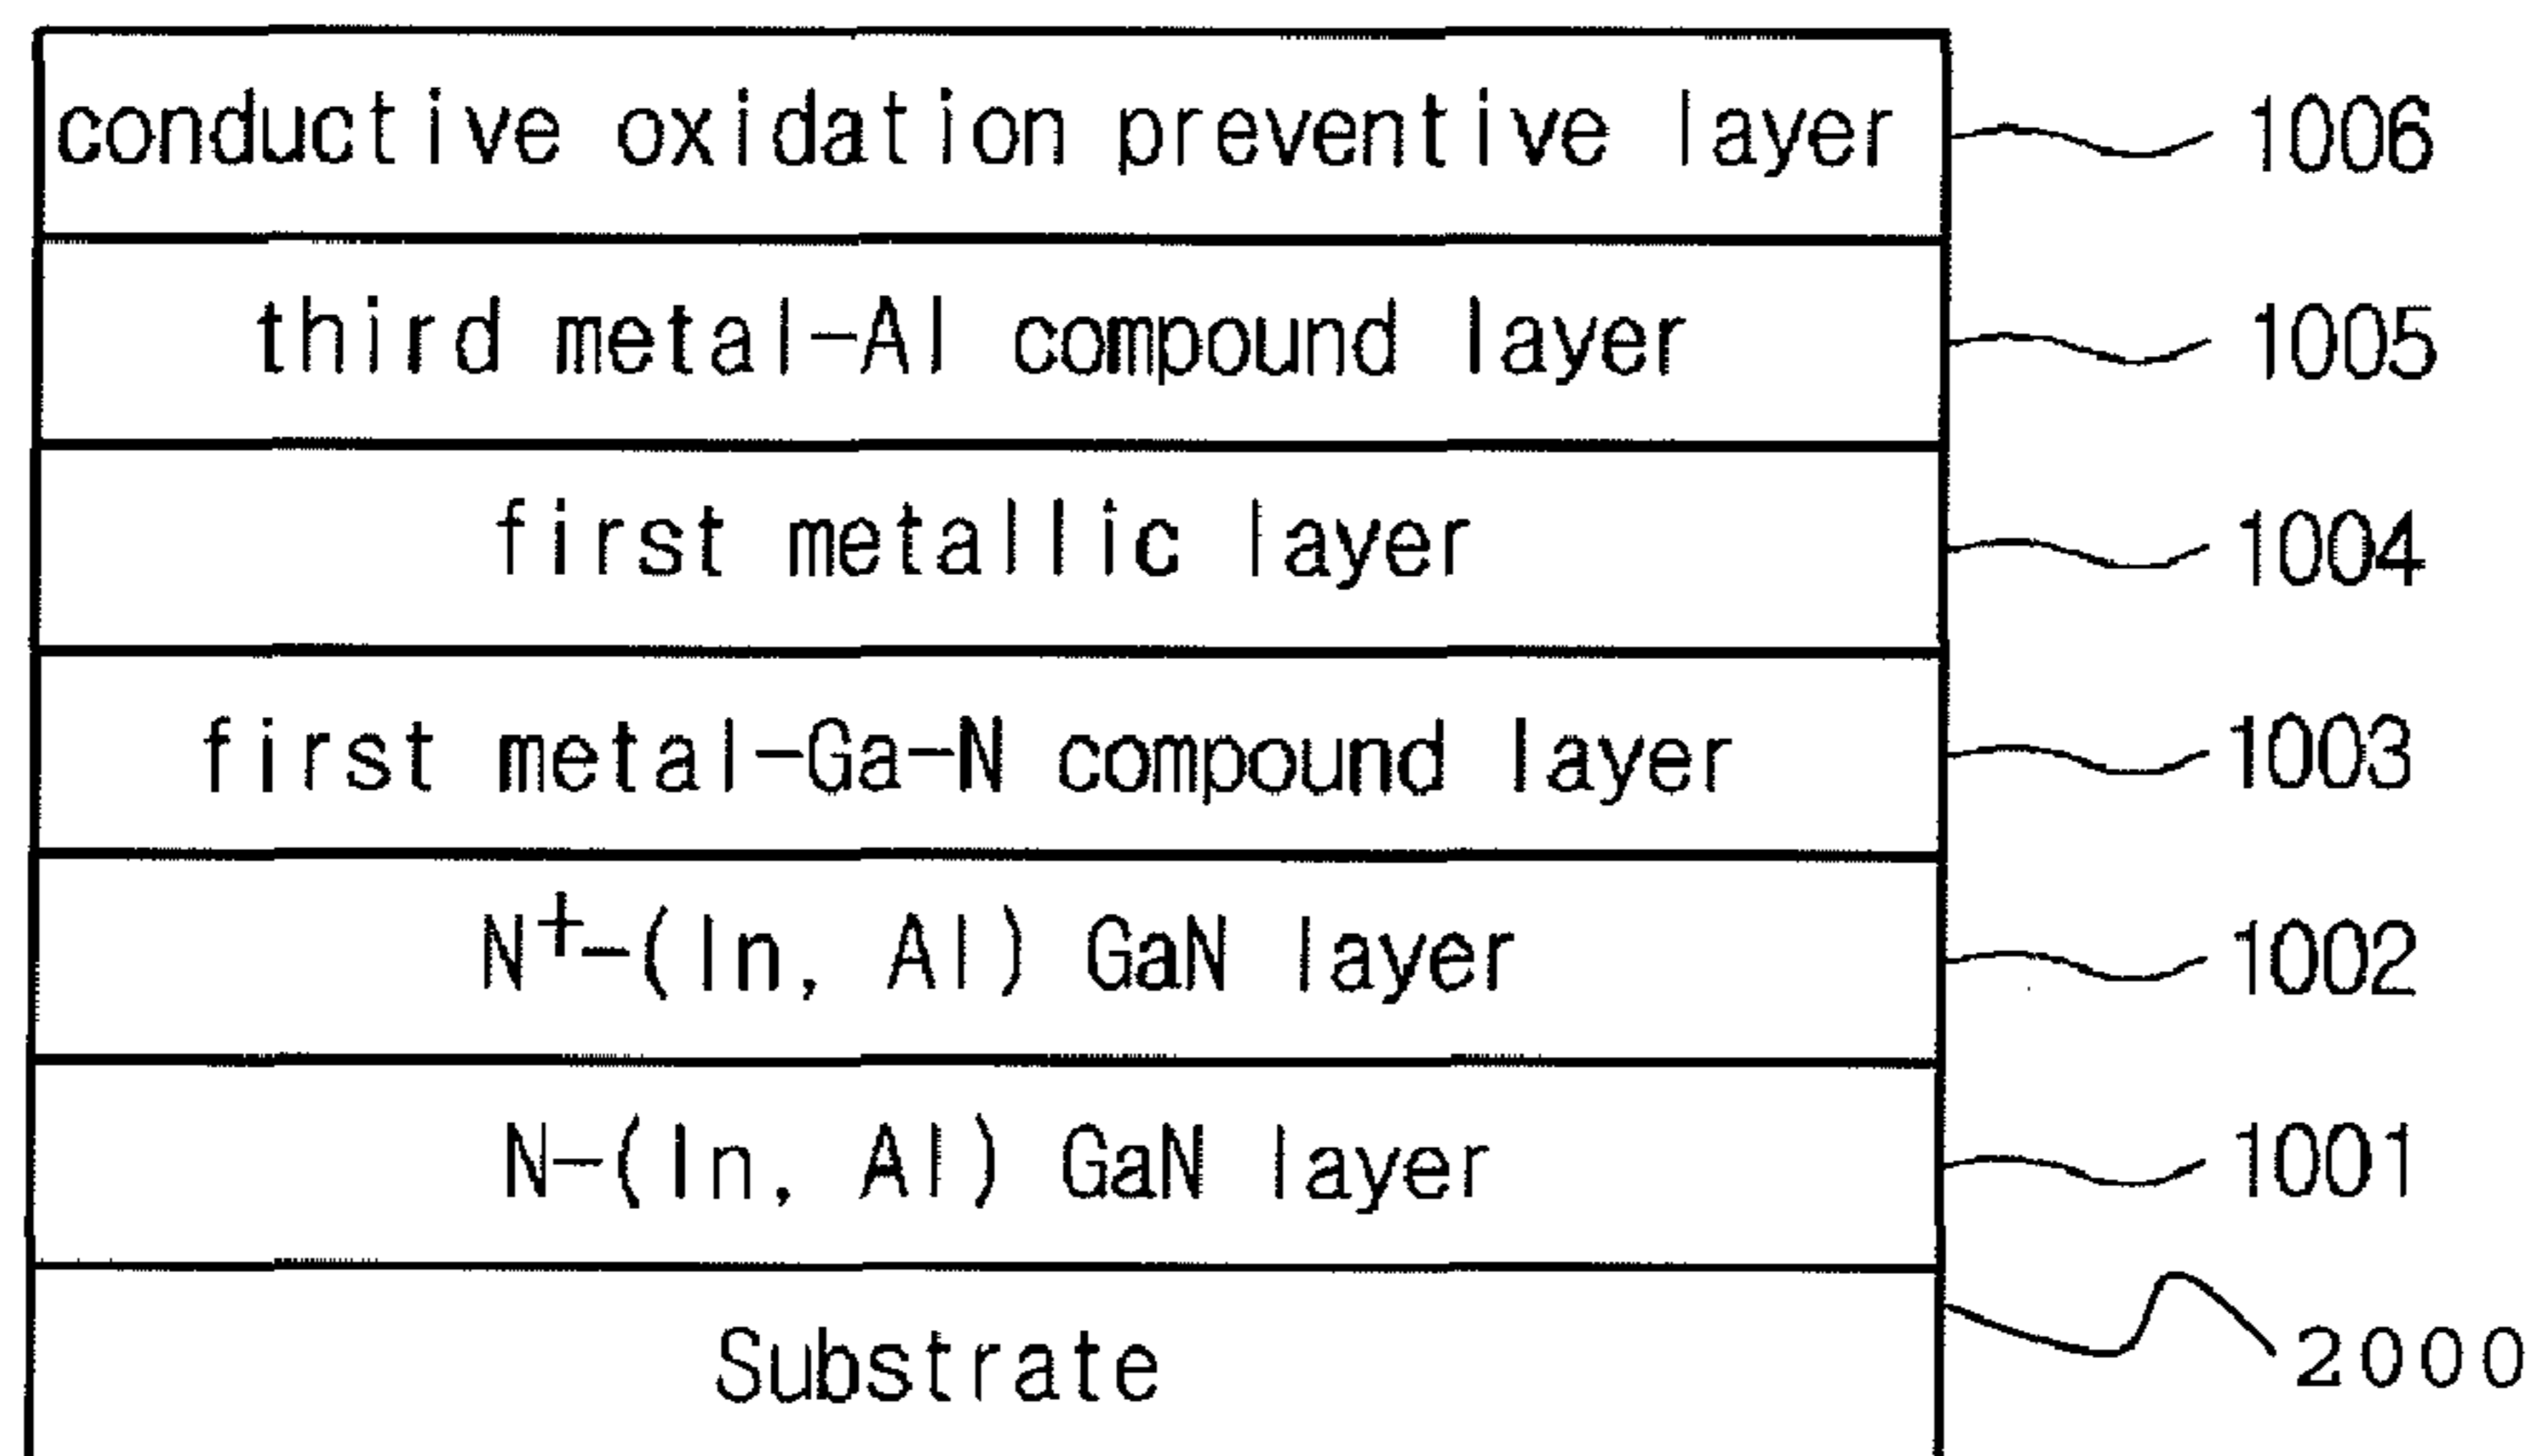 conductive oxidation preventive layer 1006
third metal-Al compound layer 1005
first metallic layer 1004
first metal-Ga-N compound layer 1003
N⁺-(In, Al) GaN layer 1002
N-(In, Al) GaN layer 1001
Substrate 2000